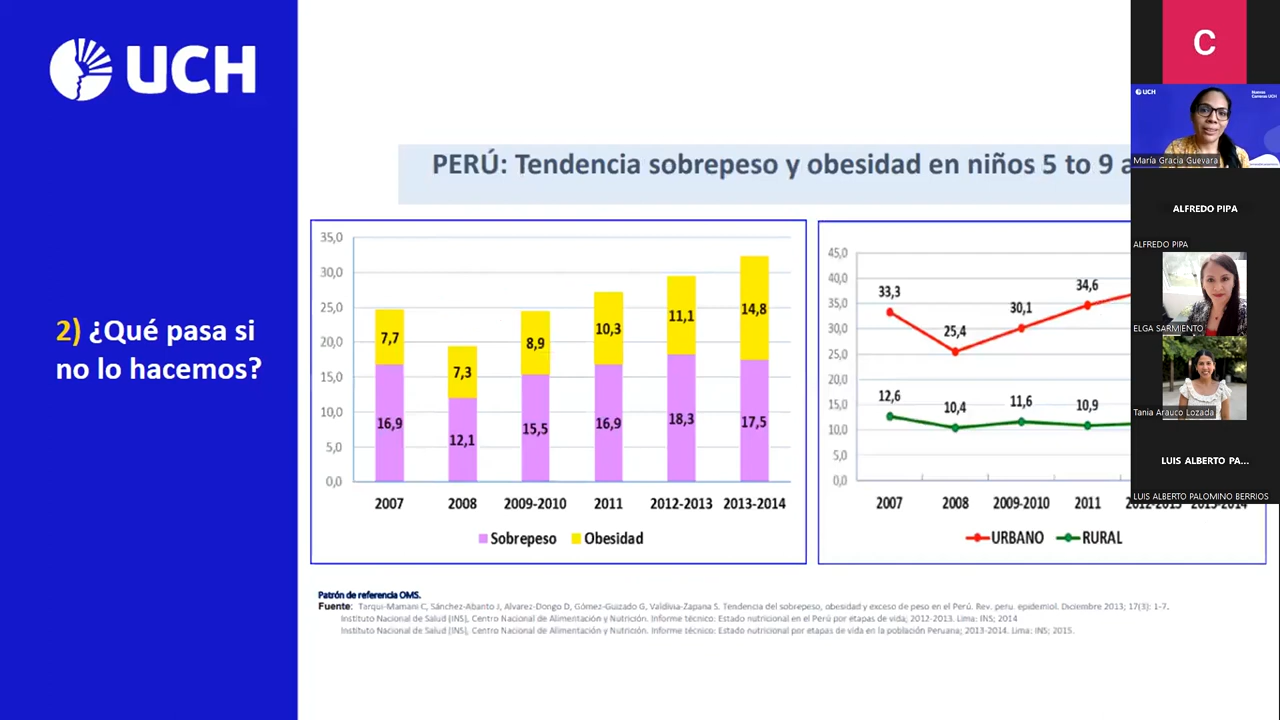 UCH
2) ¿Qué pasa si
no lo hacemos?
PERÚ: Tendencia sobrepeso y obesidad en niños 5 to 9 a
35,0
30,0
25,0
20,0
15,0
10,0
5,0
0,0
7,7
7,3
8,9
10,3
11,1
14,8
16,9
12,1
15,5
16,9
18,3
17,5
2007 2008 2009-2010 2011 2012-2013 2013-2014
Sobrepeso Obesidad
45,0
40,0
35,0
30,0
25,0
20,0
15,0
10,0
5,0
0,0
33,3
25,4
30,1
34,6
12,6
10,4
11,6
10,9
2007 2008 2009-2010 2011 2012-2013 2013-2014
URBANO RURAL
Patrón de referencia OMS.
Fuente: Tarqui-Mamani C, Sánchez-Abanto J, Alvarez-Dongo D, Gómez-Guizado G, Valdivia-Zapana S. Tendencia del sobrepeso, obesidad y exceso de peso en el Perú. Rev. peru. epidemiol. Diciembre 2013; 17(3): 1-7.
Instituto Nacional de Salud (INS), Centro Nacional de Alimentación y Nutrición. Informe técnico: Estado nutricional en el Perú por etapas de vida; 2012-2013. Lima: INS; 2014
Instituto Nacional de Salud (INS), Centro Nacional de Alimentación y Nutrición. Informe técnico: Estado nutricional por etapas de vida en la población Peruana; 2013-2014. Lima: INS; 2015.
C
UCH
Nuevas
Carreras UCH
María Gracia Guevara
ALFREDO PIPA
ALFREDO PIPA
ELGA SARMIENTO
Tania Arauco Lozada
LUIS ALBERTO PA...
LUIS ALBERTO PALOMINO BERRIOS